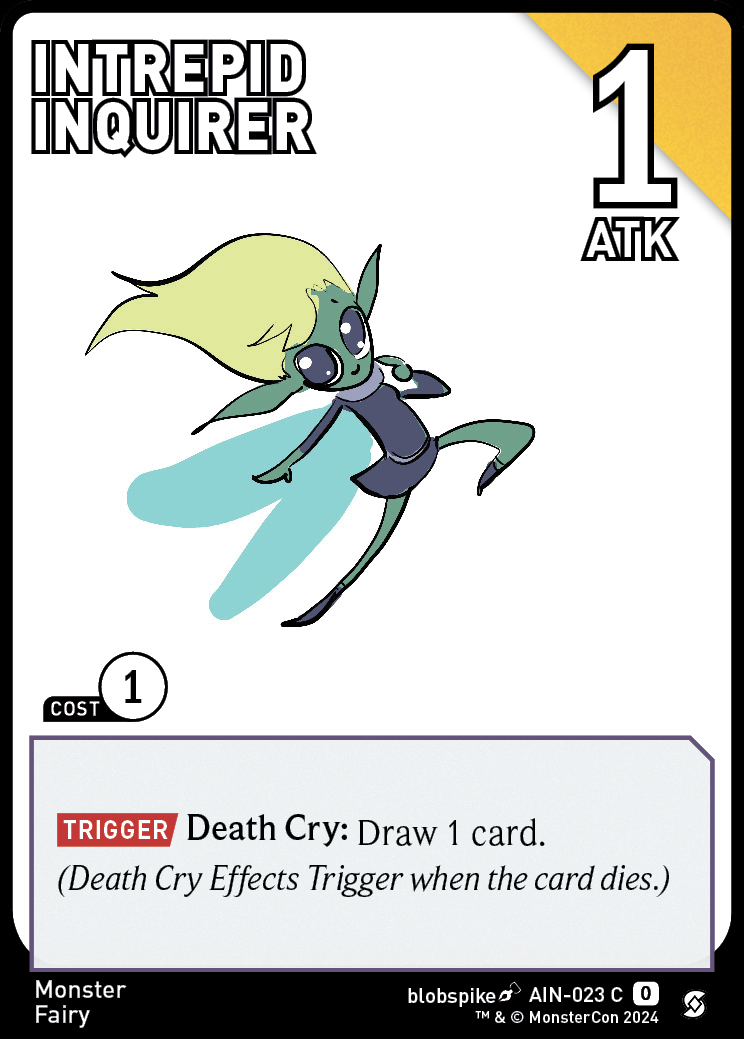 INTREPID
INQUIRER
1
ATK
COST 1
TRIGGER Death Cry: Draw 1 card.
(Death Cry Effects Trigger when the card dies.)
Monster
Fairy
blobspike AIN-023 C 0
™ & © MonsterCon 2024